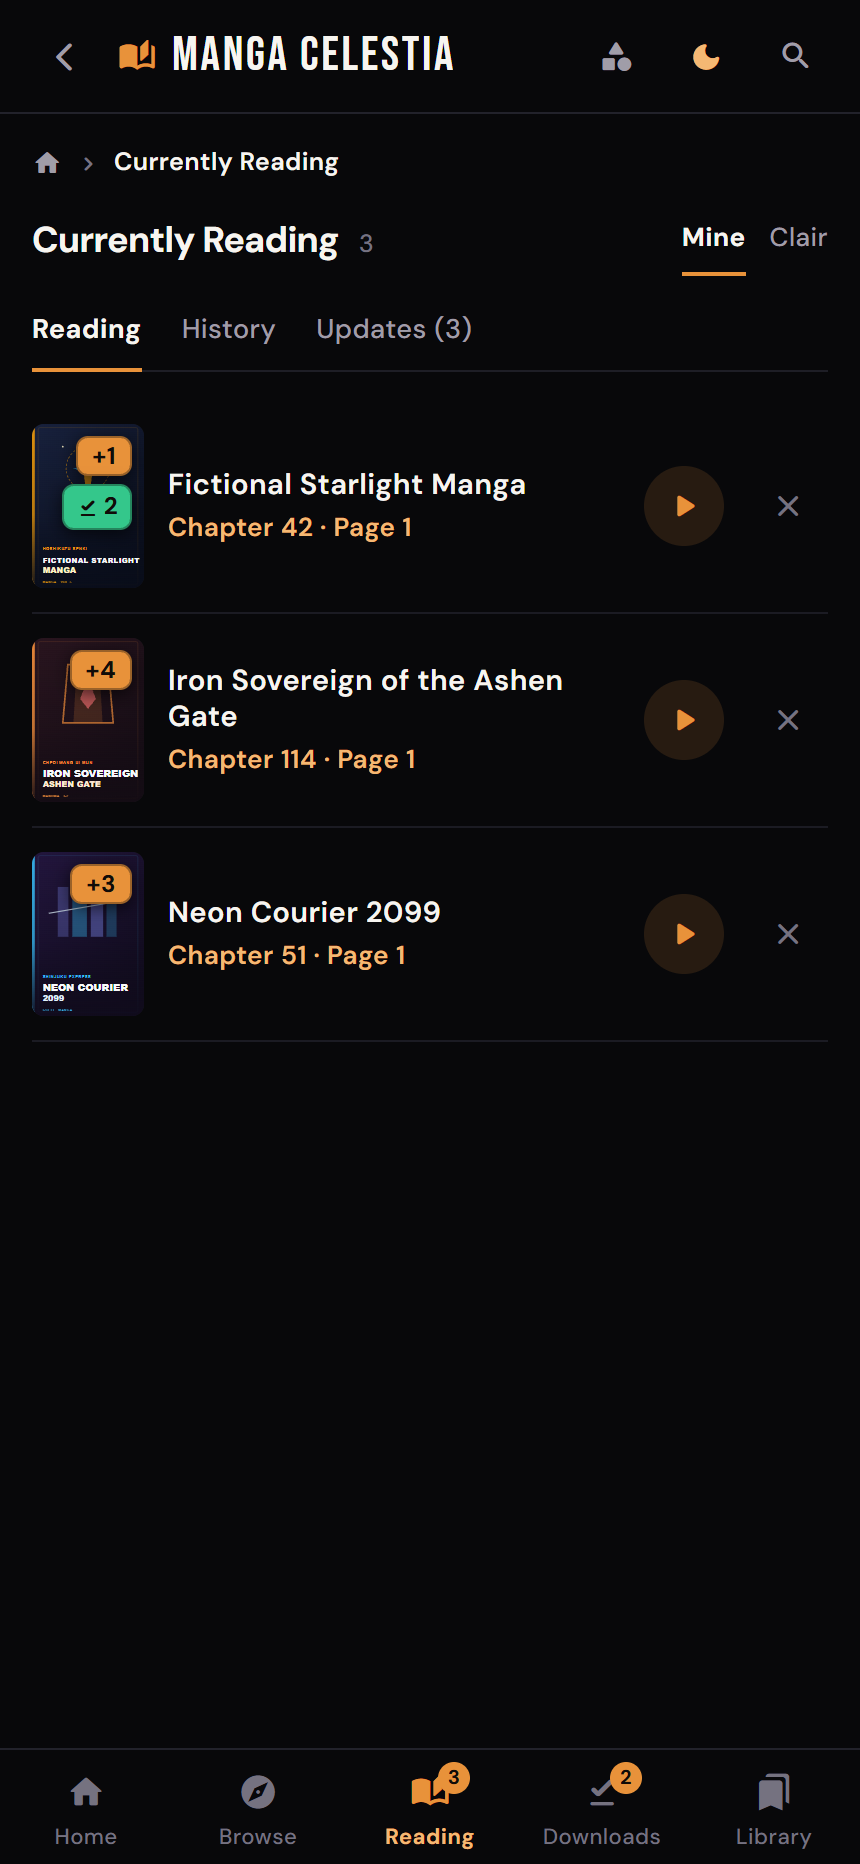 MANGA CELESTIA
Currently Reading
Currently Reading 3
Mine Clair
Reading History Updates (3)
+1
2
FICTIONAL STARLIGHT
MANGA
Fictional Starlight Manga
Chapter 42 · Page 1
+4
IRON SOVEREIGN
ASHEN GATE
Iron Sovereign of the Ashen
Gate
Chapter 114 · Page 1
+3
NEON COURIER
2099
Neon Courier 2099
Chapter 51 · Page 1
3
2
Home Browse Reading Downloads Library